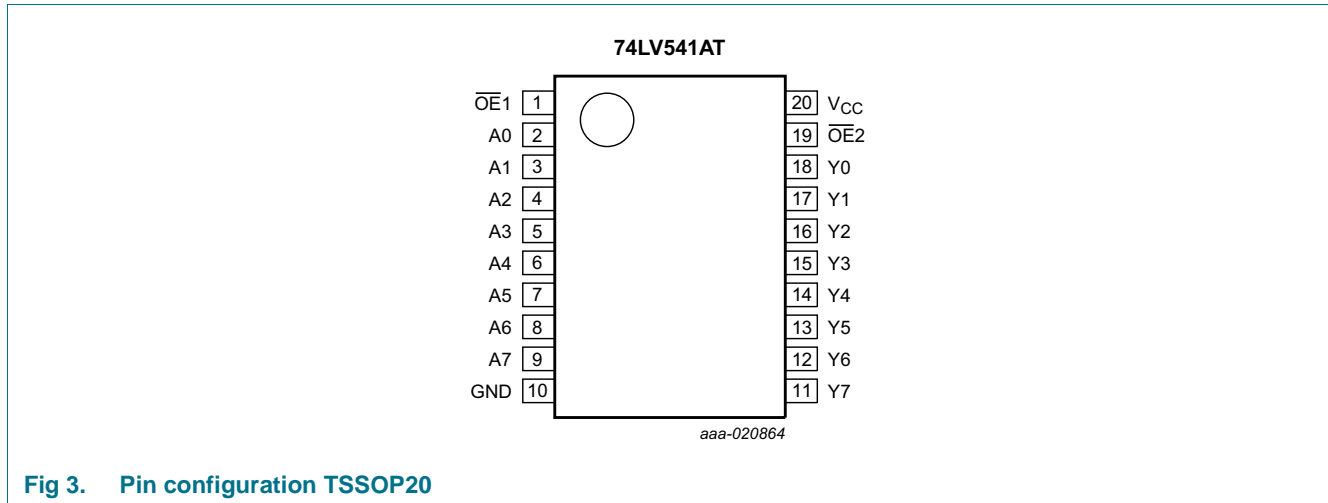 74LV541AT
O̅E̅1 1 20 VCC
A0 2 19 O̅E̅2
A1 3 18 Y0
A2 4 17 Y1
A3 5 16 Y2
A4 6 15 Y3
A5 7 14 Y4
A6 8 13 Y5
A7 9 12 Y6
GND 10 11 Y7
aaa-020864
Fig 3. Pin configuration TSSOP20